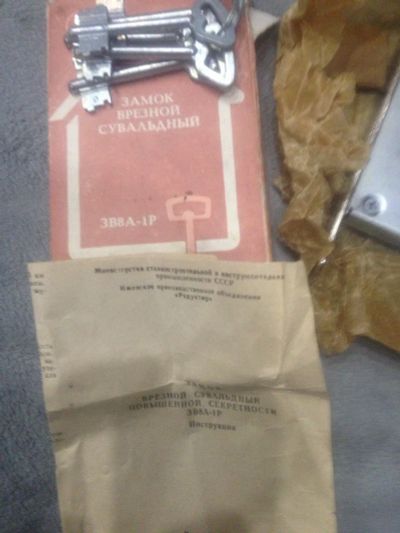 ЗАМОК
ВРЕЗНОЙ
СУВАЛЬДНЫЙ
ЗВ8А-1Р
Министерство станкостроительной и инструментальной
промышленности СССР
Ижевское производственное объединение
«Редуктор»
ЗАМОК
ВРЕЗНОЙ СУВАЛЬДНЫЙ
ПОВЫШЕННОЙ СЕКРЕТНОСТИ
ЗВ8А-1Р
Инструкция